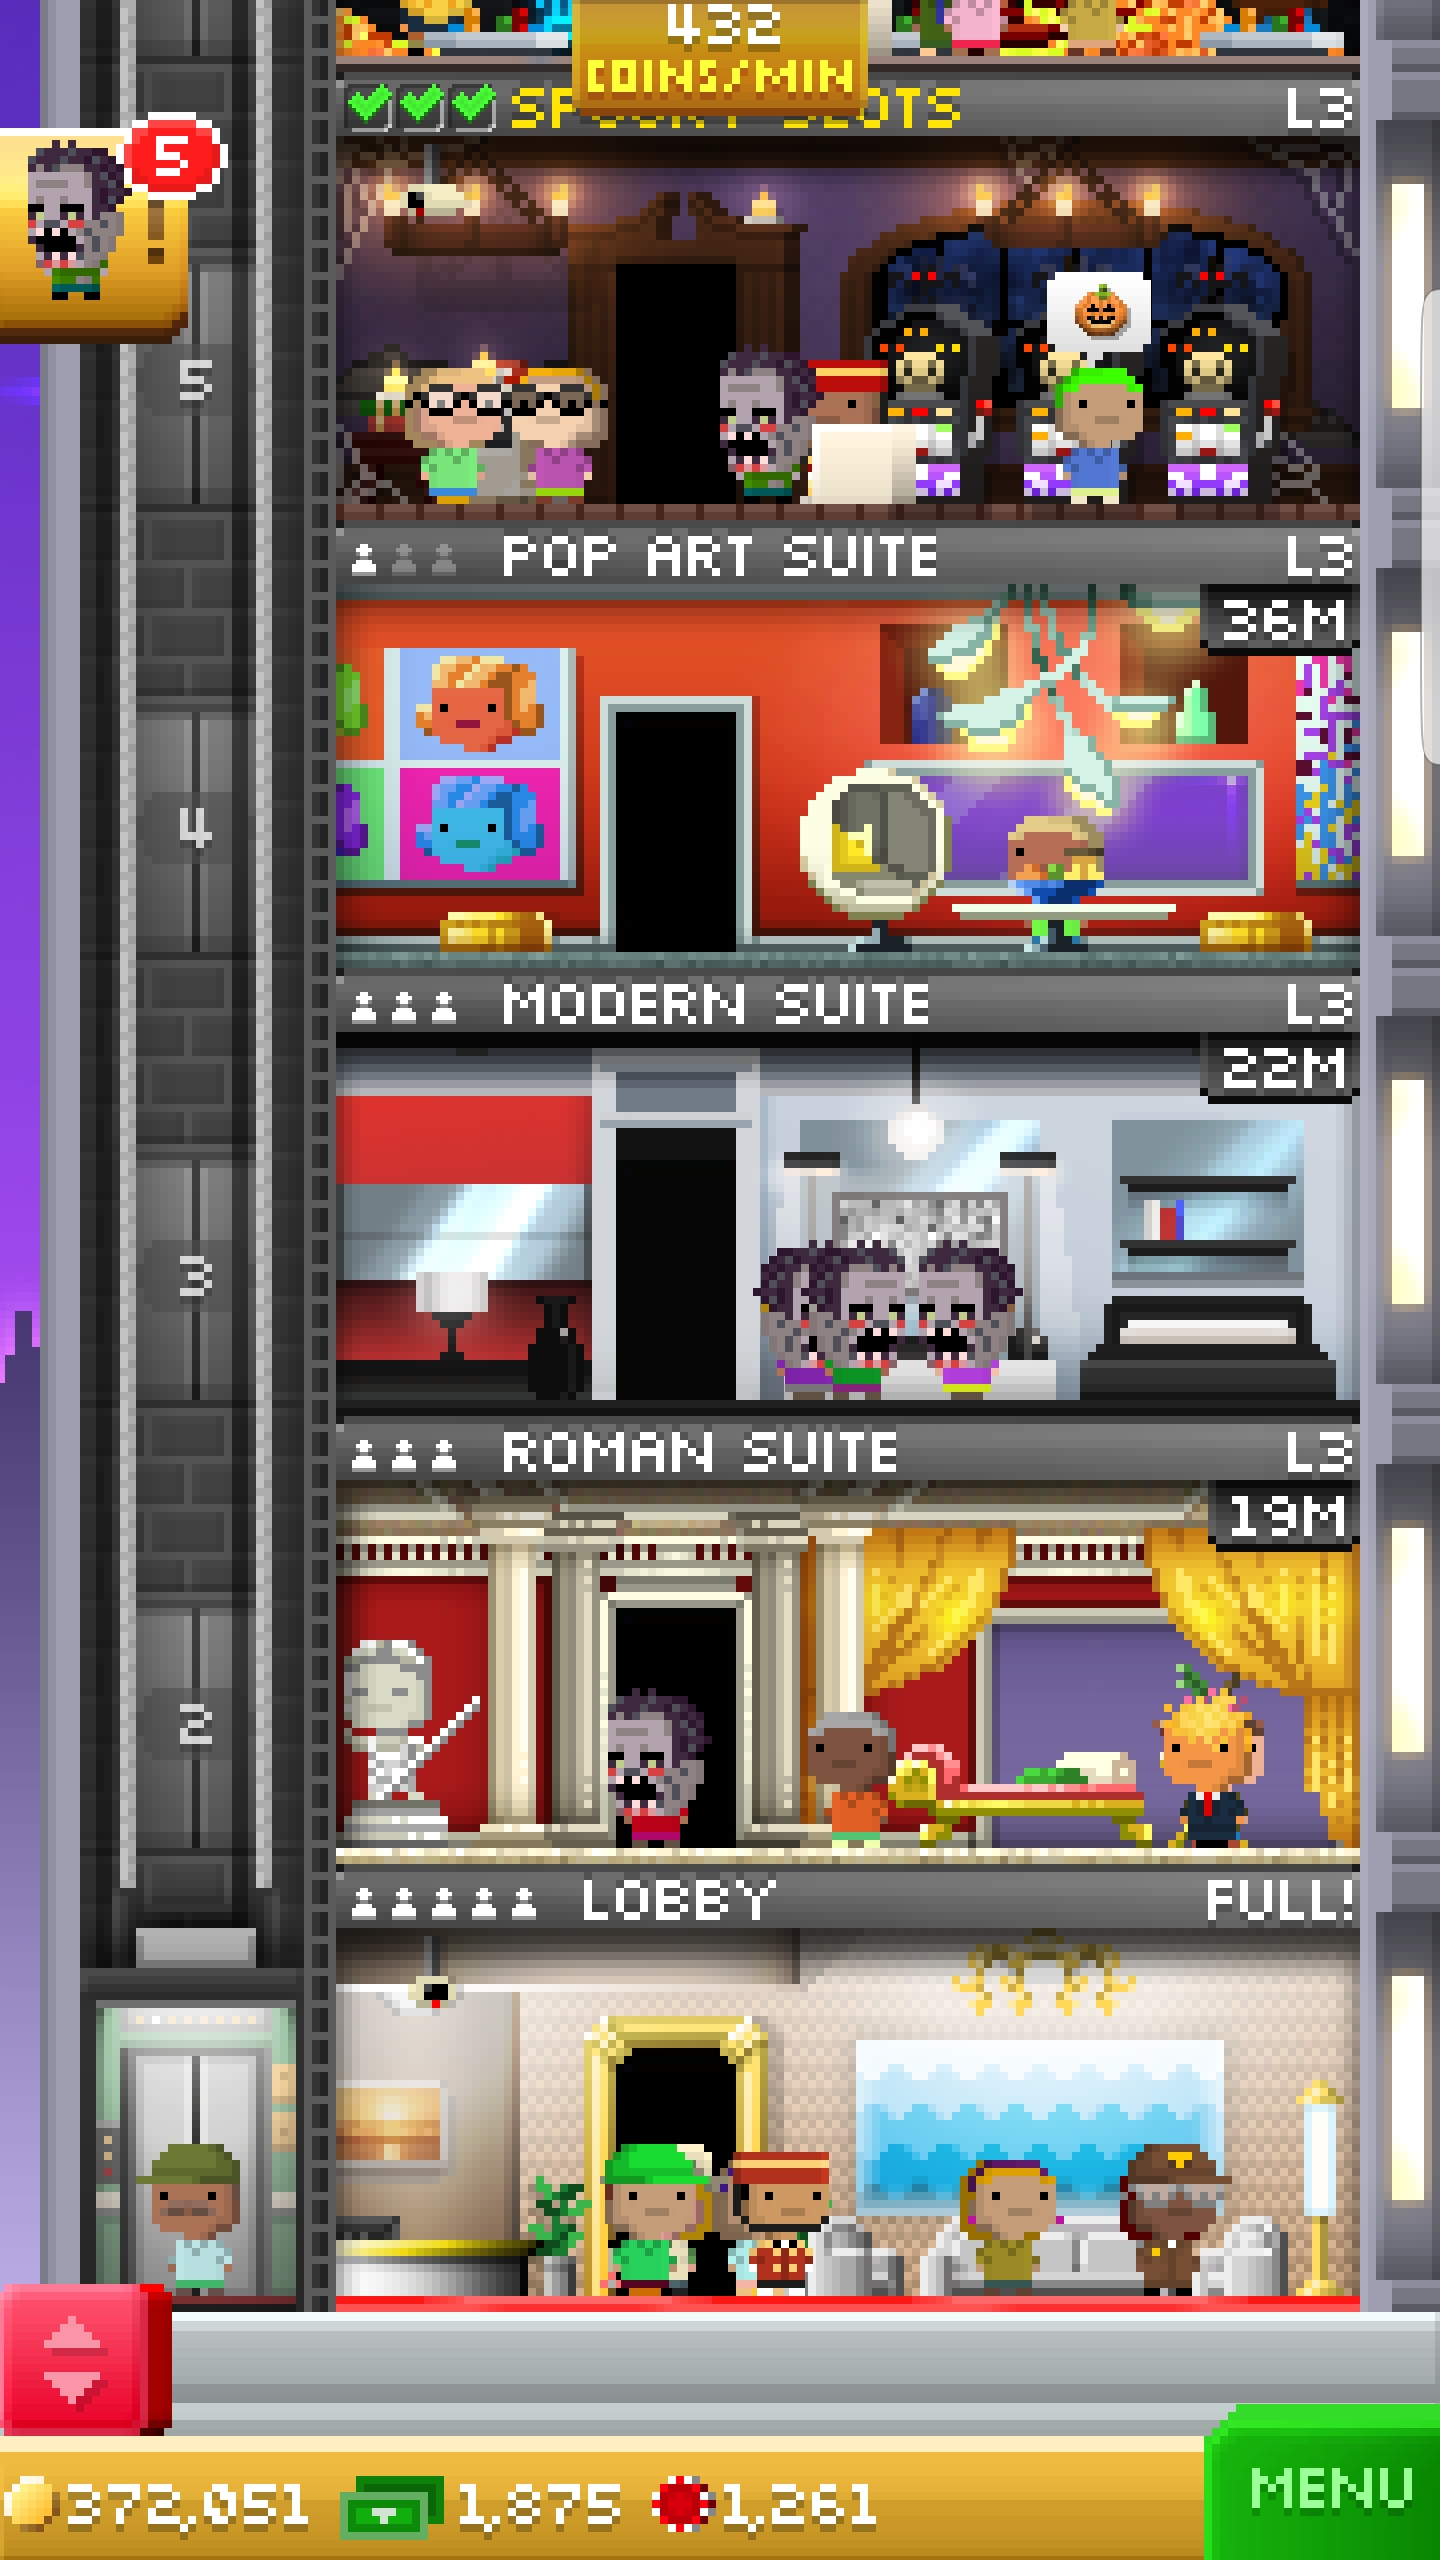 432
COINS/MIN
L3
5
!
5
POP ART SUITE L3
36M
4
MODERN SUITE L3
22M
3
ROMAN SUITE L3
19M
2
LOBBY FULL!
372,051 1,875 1,261
MENU